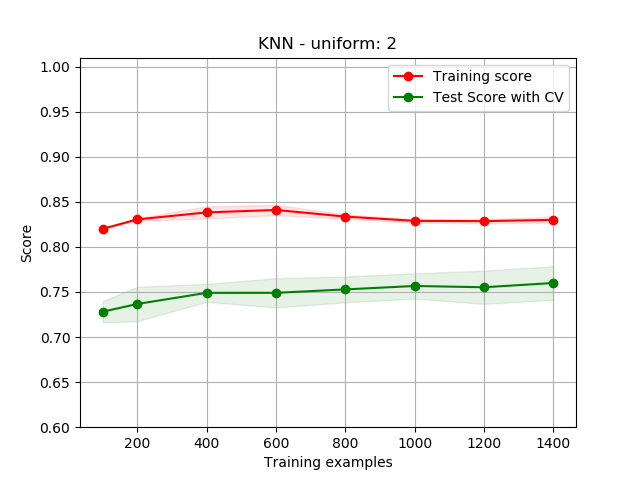 KNN - uniform: 2
Training score
Test Score with CV
1.00
0.95
0.90
0.85
0.80
0.75
0.70
0.65
0.60
Score
200 400 600 800 1000 1200 1400
Training examples